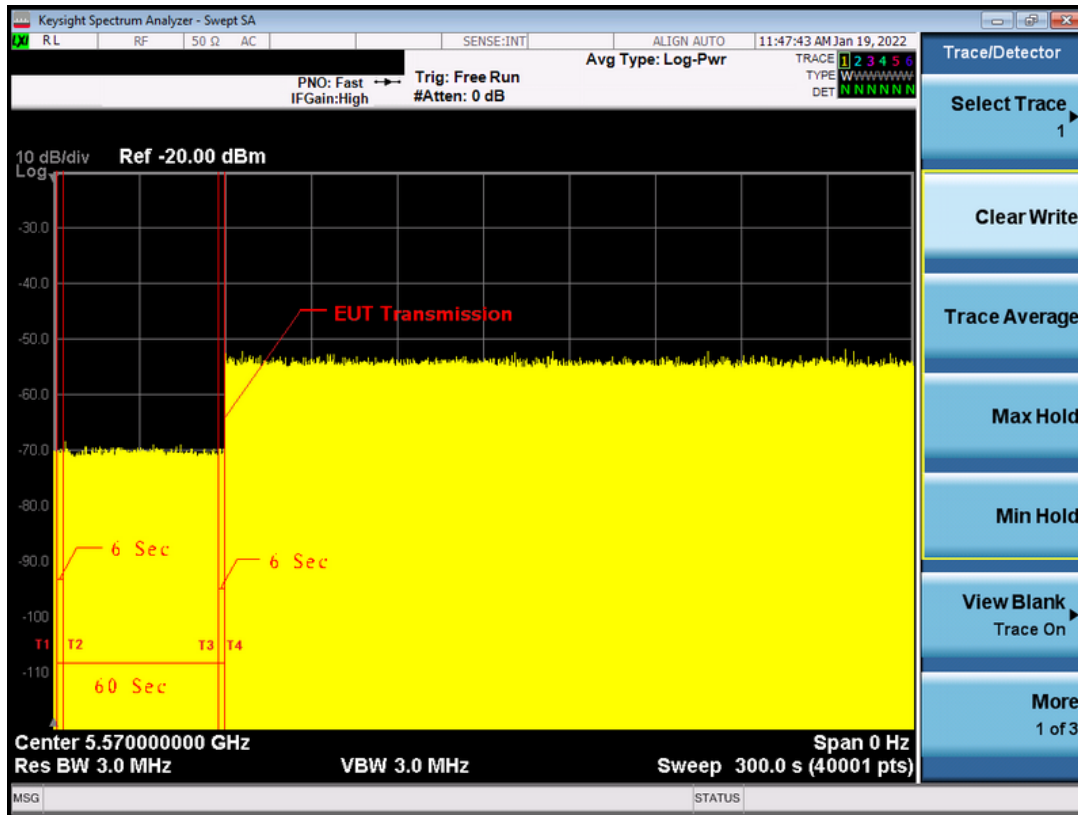 Keysight Spectrum Analyzer - Swept SA
LXI RL RF 50 Ω AC SENSE:INT ALIGN AUTO 11:47:43 AM Jan 19, 2022
Avg Type: Log-Pwr TRACE 1 2 3 4 5 6
PNO: Fast Trig: Free Run TYPE WWWWWW
IFGain:High #Atten: 0 dB DET N N N N N N
10 dB/div Ref -20.00 dBm
Log
-30.0
-40.0
EUT Transmission
-50.0
-60.0
-70.0
-80.0
6 Sec
-90.0 6 Sec
-100
T1 T2 T3 T4
-110
60 Sec
Center 5.570000000 GHz Span 0 Hz
Res BW 3.0 MHz VBW 3.0 MHz Sweep 300.0 s (40001 pts)
MSG STATUS
Trace/Detector
Select Trace
1
Clear Write
Trace Average
Max Hold
Min Hold
View Blank
Trace On
More
1 of 3